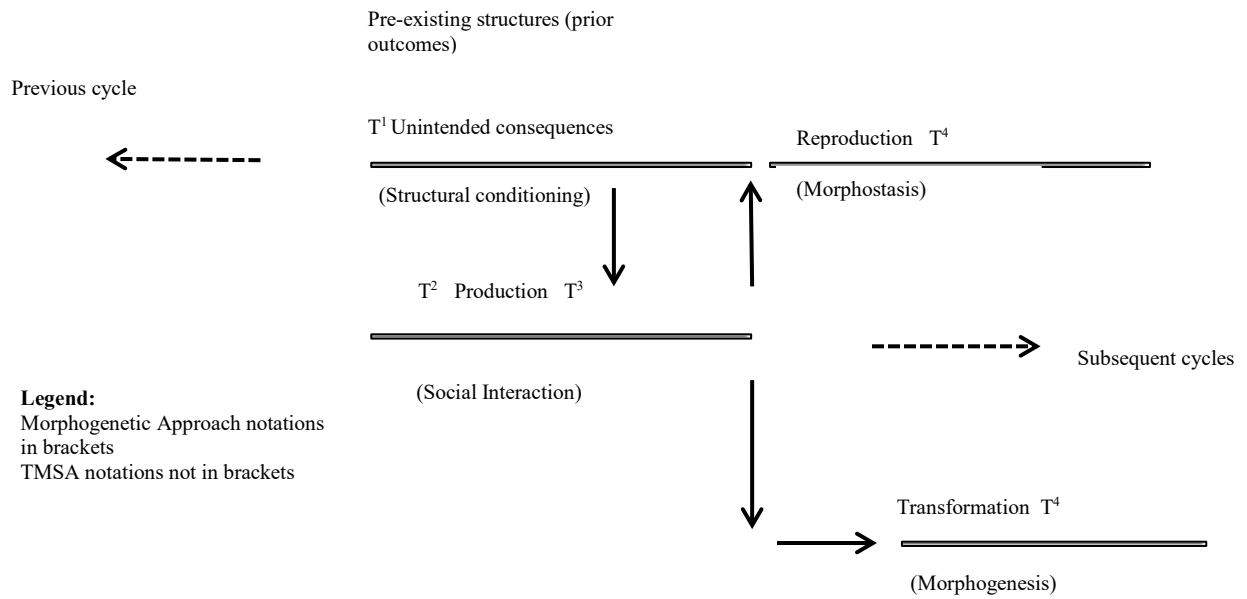 Pre-existing structures (prior
outcomes)
Previous cycle
T¹ Unintended consequences
Reproduction T⁴
(Structural conditioning)
(Morphostasis)
T² Production T³
Subsequent cycles
(Social Interaction)
Legend:
Morphogenetic Approach notations
in brackets
TMSA notations not in brackets
Transformation T⁴
(Morphogenesis)